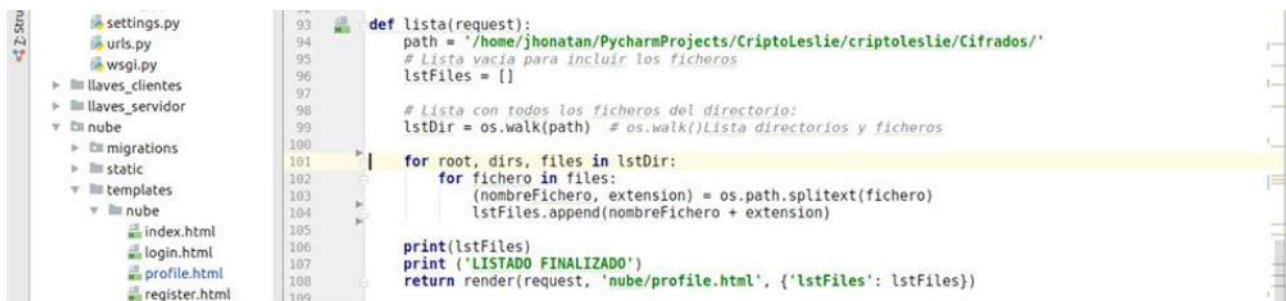 Z: Stru
settings.py
urls.py
wsgi.py
llaves_clientes
llaves_servidor
nube
migrations
static
templates
nube
index.html
login.html
profile.html
register.html
93 def lista(request):
94 path = '/home/jhonatan/PycharmProjects/CriptoLeslie/criptoleslie/Cifrados/'
95 # Lista vacia para incluir los ficheros
96 lstFiles = []
97
98 # Lista con todos los ficheros del directorio:
99 lstDir = os.walk(path) # os.walk()Lista directorios y ficheros
100
101 for root, dirs, files in lstDir:
102 for fichero in files:
103 (nombreFichero, extension) = os.path.splitext(fichero)
104 lstFiles.append(nombreFichero + extension)
105
106 print(lstFiles)
107 print ('LISTADO FINALIZADO')
108 return render(request, 'nube/profile.html', {'lstFiles': lstFiles})
109